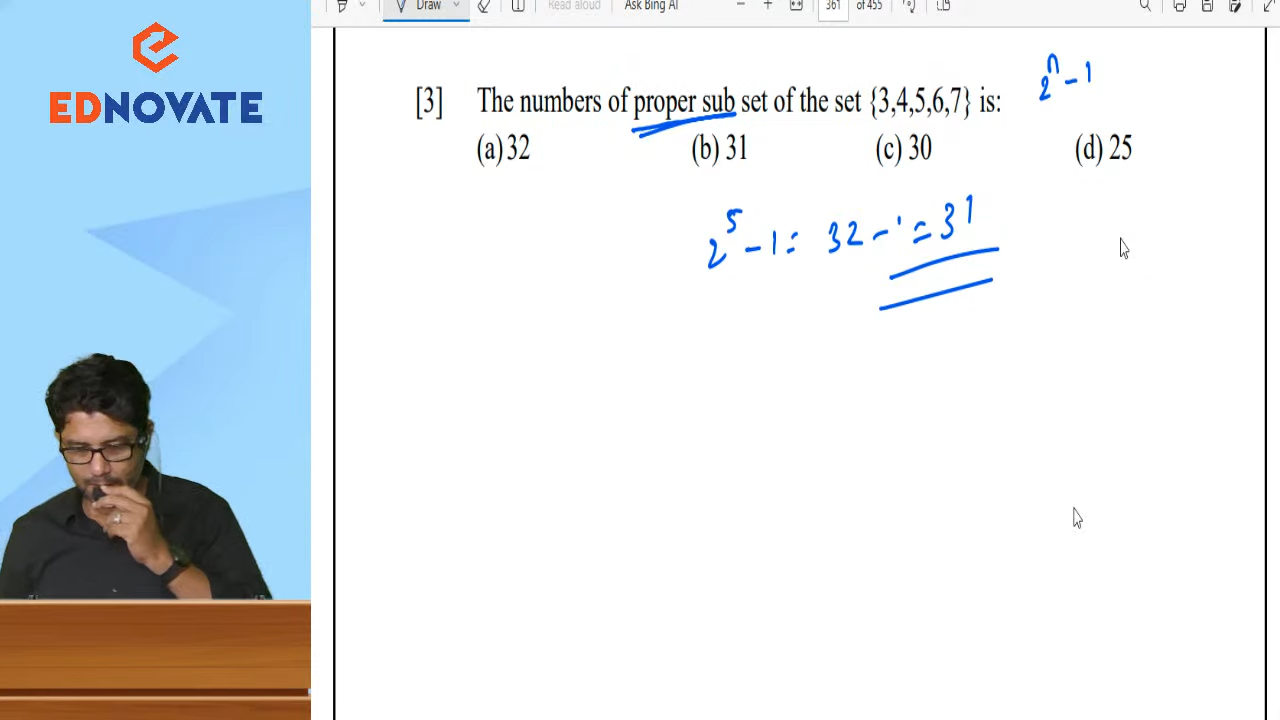 Draw
Read aloud
Ask Bing AI
361
of 455
EDNOVATE
2ⁿ - 1
[3] The numbers of proper sub set of the set {3,4,5,6,7} is:
(a) 32 (b) 31 (c) 30 (d) 25
2⁵ - 1 = 32 - 1 = 31